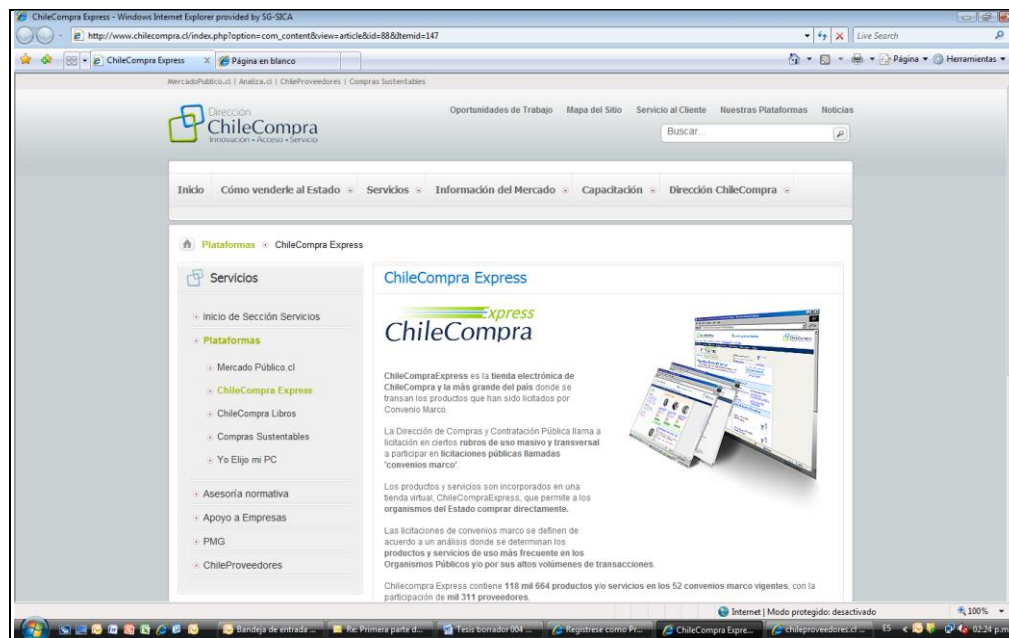 ChileCompra Express - Windows Internet Explorer provided by SG-SICA
http://www.chilecompra.cl/index.php?option=com_content&view=article&id=88&Itemid=147
Live Search
ChileCompra Express
Página en blanco
Página
Herramientas
MercadoPublico.cl | Analiza.cl | ChileProveedores | Compras Sustentables
Dirección
ChileCompra
Innovación • Acceso • Servicio
Oportunidades de Trabajo Mapa del Sitio Servicio al Cliente Nuestras Plataformas Noticias
Buscar...
Inicio Cómo venderle al Estado Servicios Información del Mercado Capacitación Dirección ChileCompra
Plataformas ChileCompra Express
Servicios
Inicio de Sección Servicios
Plataformas
Mercado Público.cl
ChileCompra Express
ChileCompra Libros
Compras Sustentables
Yo Elijo mi PC
Asesoría normativa
Apoyo a Empresas
PMG
ChileProveedores
ChileCompra Express
Express
ChileCompra
ChileCompraExpress es la tienda electrónica de
ChileCompra y la más grande del país donde se
transan los productos que han sido licitados por
Convenio Marco.
La Dirección de Compras y Contratación Pública llama a
licitación en ciertos rubros de uso masivo y transversal
a participar en licitaciones públicas llamadas
'convenios marco'.
Los productos y servicios son incorporados en una
tienda virtual, ChileCompraExpress, que permite a los
organismos del Estado comprar directamente.
Las licitaciones de convenios marco se definen de
acuerdo a un análisis donde se determinan los
productos y servicios de uso más frecuente en los
Organismos Públicos y/o por sus altos volúmenes de transacciones.
Chilecompra Express contiene 118 mil 664 productos y/o servicios en los 52 convenios marco vigentes, con la
participación de mil 311 proveedores.
Internet | Modo protegido: desactivado
100%
Bandeja de entrada ...
Re: Primera parte d...
Tesis borrador 004 ...
Regístrese como Pr...
ChileCompra Expre...
chileproveedores.cl ...
ES
02:24 p.m.